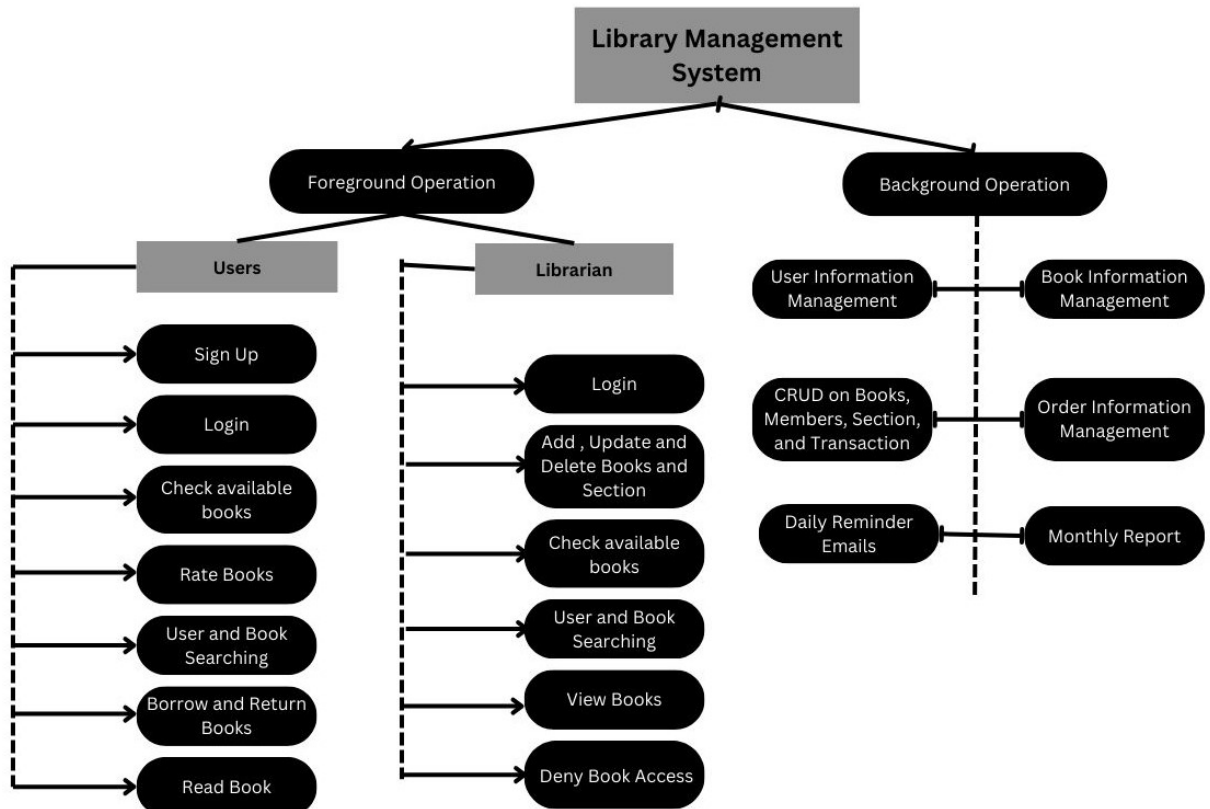 Library Management
System
Foreground Operation
Background Operation
Users
Librarian
Sign Up
Login
Check available
books
Rate Books
User and Book
Searching
Borrow and Return
Books
Read Book
Login
Add , Update and
Delete Books and
Section
Check available
books
User and Book
Searching
View Books
Deny Book Access
User Information
Management
Book Information
Management
CRUD on Books,
Members, Section,
and Transaction
Order Information
Management
Daily Reminder
Emails
Monthly Report